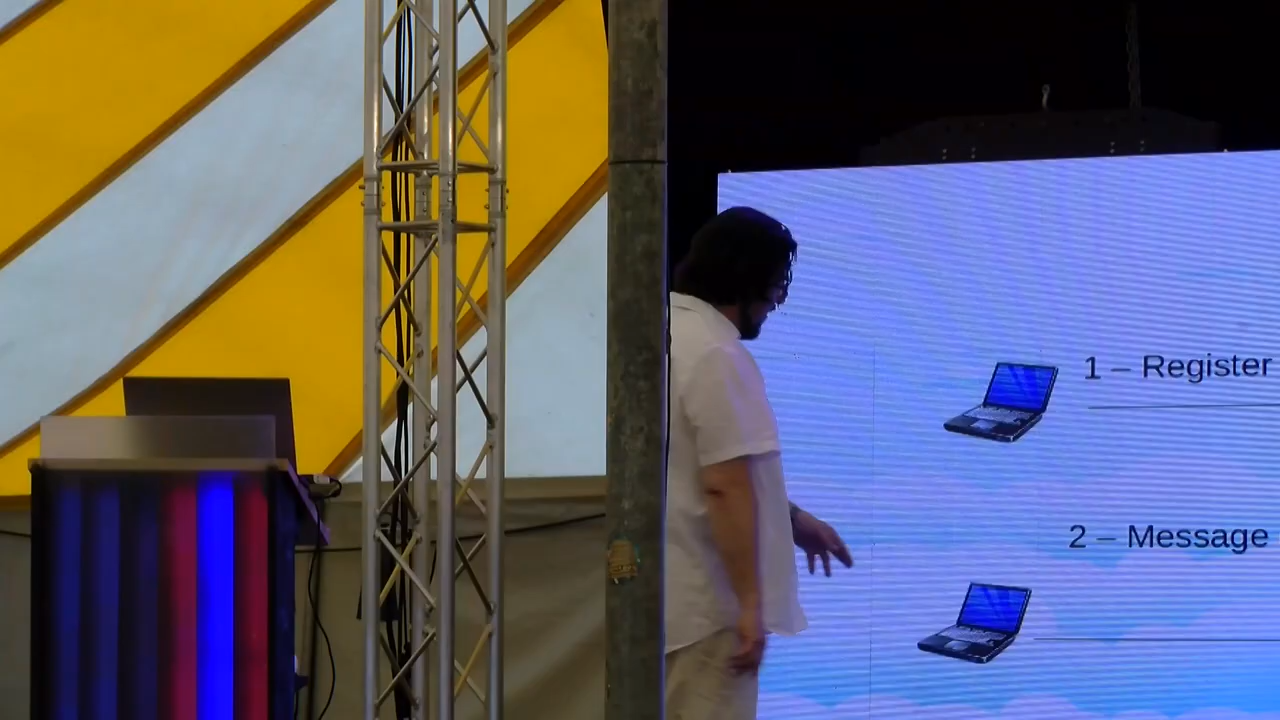 1 – Register
2 – Message